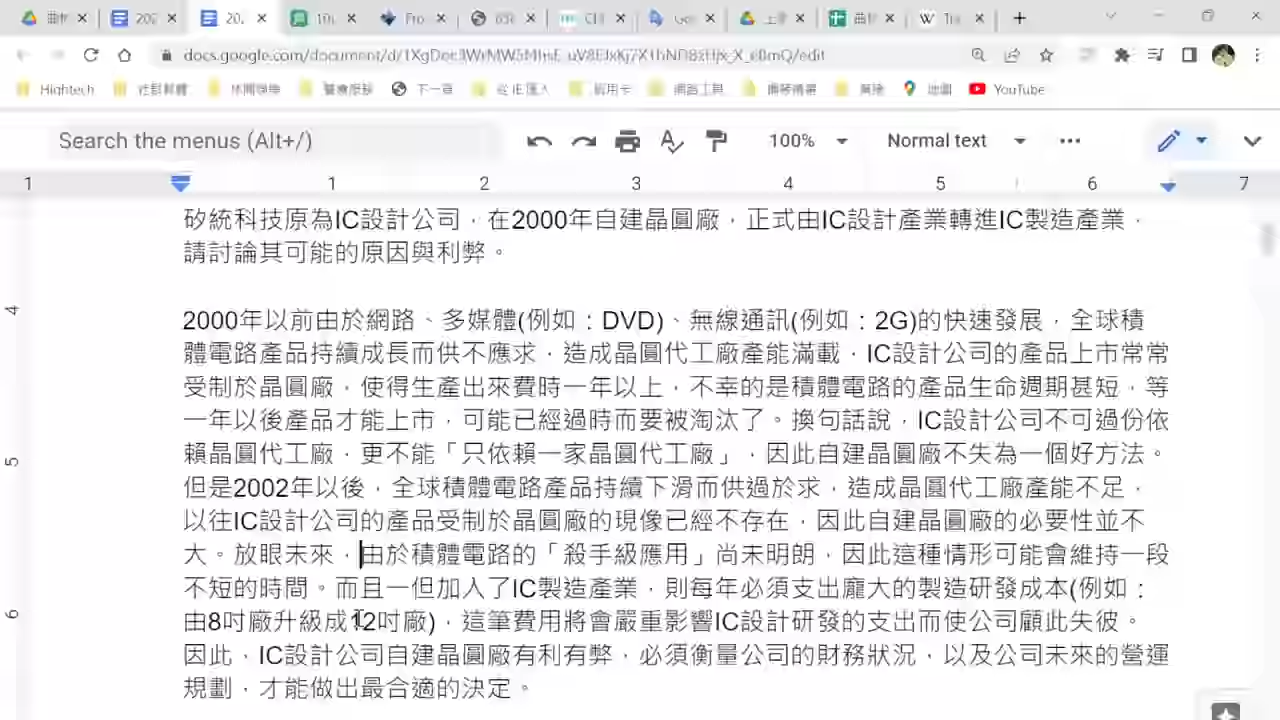 docs.google.com/document/d/
Hightech
下一頁
YouTube
Search the menus (Alt+/)
100%
Normal text
1 1 2 3 4 5 6 7
矽統科技原為IC設計公司，在2000年自建晶圓廠，正式由IC設計產業轉進IC製造產業，
請討論其可能的原因與利弊。
4
2000年以前由於網路、多媒體(例如：DVD)、無線通訊(例如：2G)的快速發展，全球積
體電路產品持續成長而供不應求，造成晶圓代工廠產能滿載，IC設計公司的產品上市常常
受制於晶圓廠，使得生產出來費時一年以上，不幸的是積體電路的產品生命週期甚短，等
一年以後產品才能上市，可能已經過時而要被淘汰了。換句話說，IC設計公司不可過份依
5
賴晶圓代工廠，更不能「只依賴一家晶圓代工廠」，因此自建晶圓廠不失為一個好方法。
但是2002年以後，全球積體電路產品持續下滑而供過於求，造成晶圓代工廠產能不足，
以往IC設計公司的產品受制於晶圓廠的現像已經不存在，因此自建晶圓廠的必要性並不
大。放眼未來，由於積體電路的「殺手級應用」尚未明朗，因此這種情形可能會維持一段
不短的時間。而且一但加入了IC製造產業，則每年必須支出龐大的製造研發成本(例如：
6
由8吋廠升級成12吋廠)，這筆費用將會嚴重影響IC設計研發的支出而使公司顧此失彼。
因此，IC設計公司自建晶圓廠有利有弊，必須衡量公司的財務狀況，以及公司未來的營運
規劃，才能做出最合適的決定。